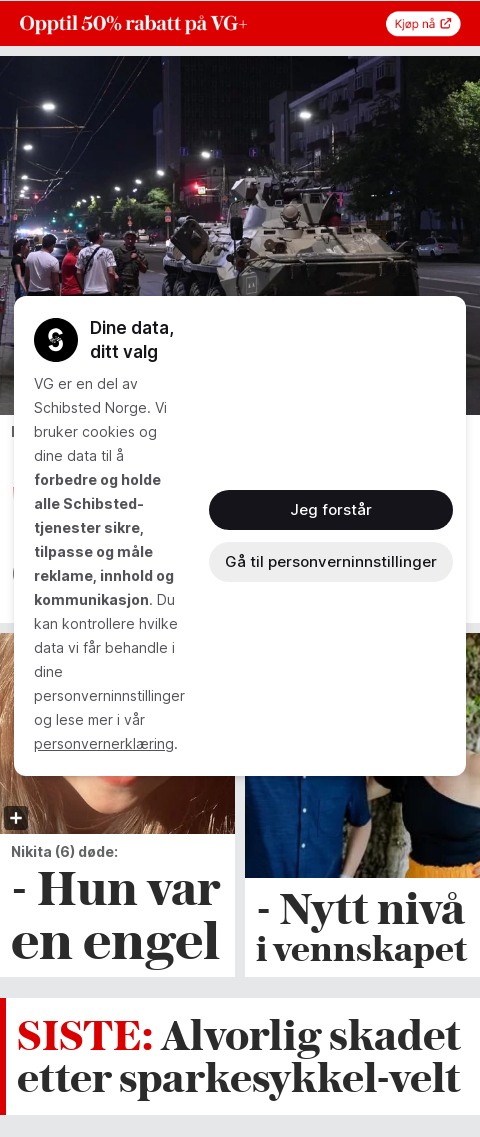 Opptil 50% rabatt på VG+
Kjøp nå
Dine data,
ditt valg
VG er en del av
Schibsted Norge. Vi
bruker cookies og
dine data til å
forbedre og holde
alle Schibsted-
tjenester sikre,
tilpasse og måle
reklame, innhold og
kommunikasjon. Du
kan kontrollere hvilke
data vi får behandle i
dine
personverninnstillinger
og lese mer i vår
personvernerklæring.
Jeg forstår
Gå til personverninnstillinger
Nikita (6) døde:
- Hun var
en engel
- Nytt nivå
i vennskapet
SISTE: Alvorlig skadet
etter sparkesykkel-velt